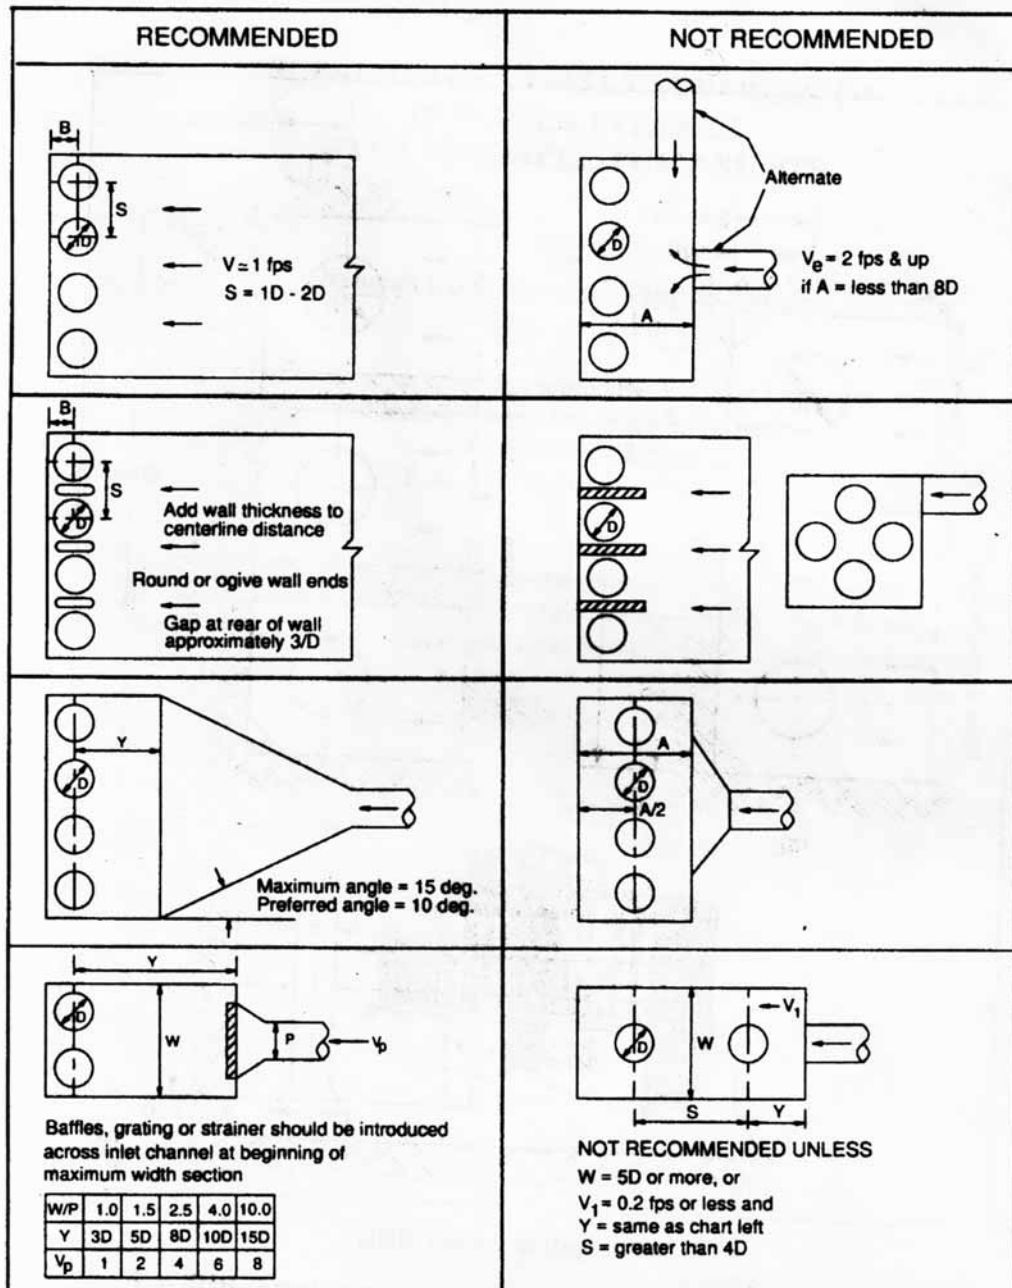 RECOMMENDED
NOT RECOMMENDED
B
S
D
V = 1 fps
S = 1D - 2D
Alternate
D
Ve = 2 fps & up
if A = less than 8D
A
B
S
D
Add wall thickness to
centerline distance
Round or ogive wall ends
Gap at rear of wall
approximately 3/D
D
Y
D
Maximum angle = 15 deg.
Preferred angle = 10 deg.
A
D
A/2
Y
D
W
P
Vp
Baffles, grating or strainer should be introduced
across inlet channel at beginning of
maximum width section
W/P 1.0 1.5 2.5 4.0 10.0
Y 3D 5D 8D 10D 15D
Vp 1 2 4 6 8
V1
D
W
S
Y
NOT RECOMMENDED UNLESS
W = 5D or more, or
V1 = 0.2 fps or less and
Y = same as chart left
S = greater than 4D